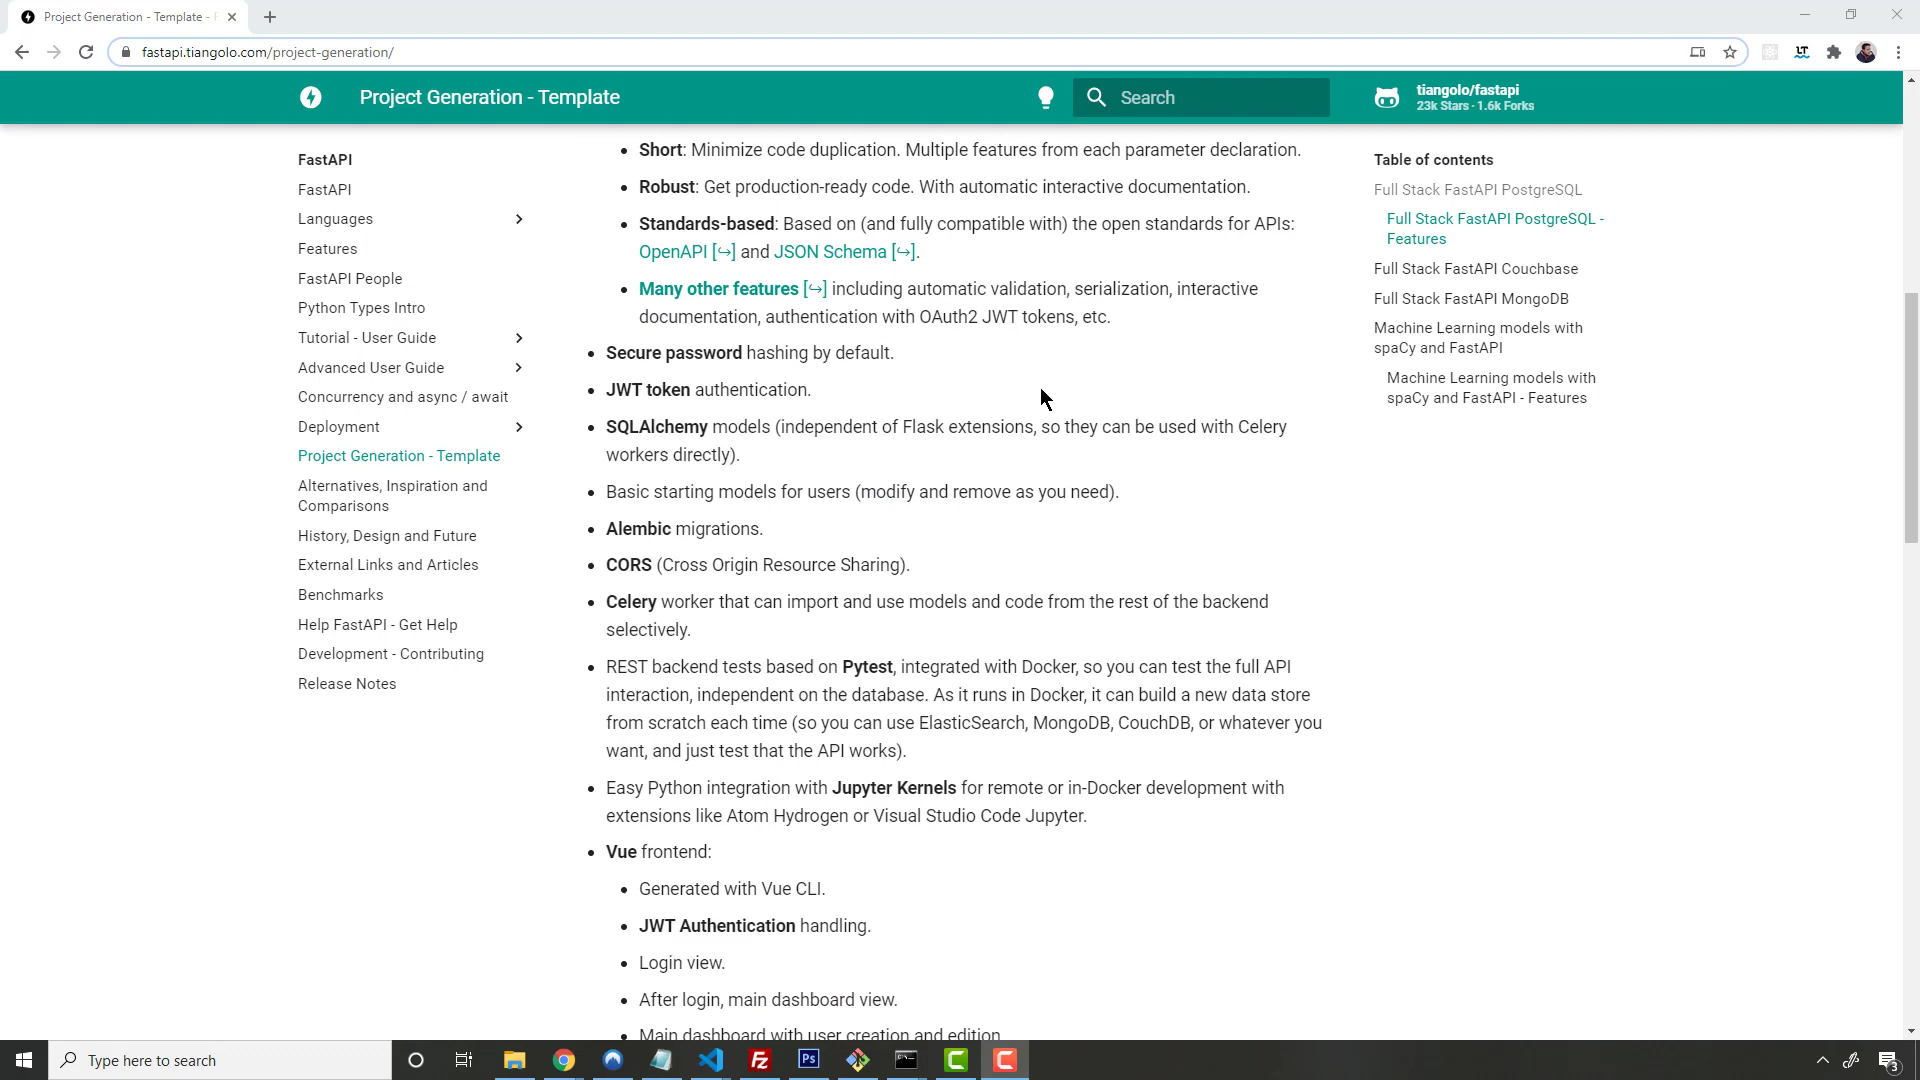 Project Generation - Template -
fastapi.tiangolo.com/project-generation/
Project Generation - Template
Search
tiangolo/fastapi
23k Stars · 1.6k Forks
FastAPI
FastAPI
Languages
Features
FastAPI People
Python Types Intro
Tutorial - User Guide
Advanced User Guide
Concurrency and async / await
Deployment
Project Generation - Template
Alternatives, Inspiration and
Comparisons
History, Design and Future
External Links and Articles
Benchmarks
Help FastAPI - Get Help
Development - Contributing
Release Notes
Short: Minimize code duplication. Multiple features from each parameter declaration.
Robust: Get production-ready code. With automatic interactive documentation.
Standards-based: Based on (and fully compatible with) the open standards for APIs:
OpenAPI [↪] and JSON Schema [↪].
Many other features [↪] including automatic validation, serialization, interactive
documentation, authentication with OAuth2 JWT tokens, etc.
Secure password hashing by default.
JWT token authentication.
SQLAlchemy models (independent of Flask extensions, so they can be used with Celery
workers directly).
Basic starting models for users (modify and remove as you need).
Alembic migrations.
CORS (Cross Origin Resource Sharing).
Celery worker that can import and use models and code from the rest of the backend
selectively.
REST backend tests based on Pytest, integrated with Docker, so you can test the full API
interaction, independent on the database. As it runs in Docker, it can build a new data store
from scratch each time (so you can use ElasticSearch, MongoDB, CouchDB, or whatever you
want, and just test that the API works).
Easy Python integration with Jupyter Kernels for remote or in-Docker development with
extensions like Atom Hydrogen or Visual Studio Code Jupyter.
Vue frontend:
Generated with Vue CLI.
JWT Authentication handling.
Login view.
After login, main dashboard view.
Main dashboard with user creation and edition
Table of contents
Full Stack FastAPI PostgreSQL
Full Stack FastAPI PostgreSQL -
Features
Full Stack FastAPI Couchbase
Full Stack FastAPI MongoDB
Machine Learning models with
spaCy and FastAPI
Machine Learning models with
spaCy and FastAPI - Features
Type here to search
Fz
Ps
3